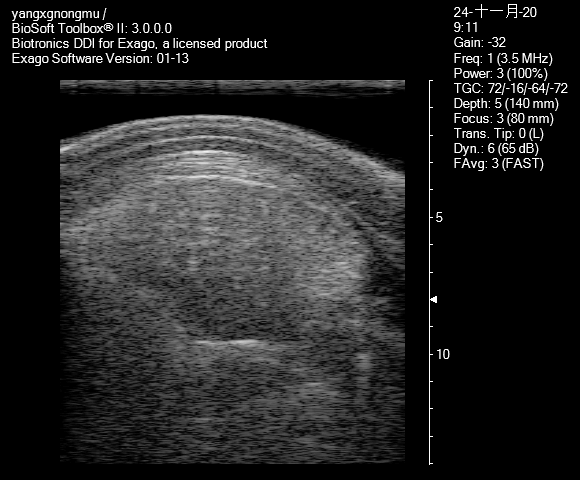 yangxgnongmu /
BioSoft Toolbox® II: 3.0.0.0
Biotronics DDI for Exago, a licensed product
Exago Software Version: 01-13
24-十一月-20
9:11
Gain: -32
Freq: 1 (3.5 MHz)
Power: 3 (100%)
TGC: 72/-16/-64/-72
Depth: 5 (140 mm)
Focus: 3 (80 mm)
Trans. Tip: 0 (L)
Dyn.: 6 (65 dB)
FAvg: 3 (FAST)
5
10